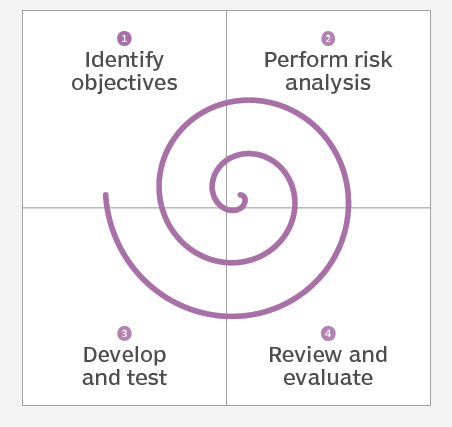 1
Identify
objectives
2
Perform risk
analysis
3
Develop
and test
4
Review and
evaluate